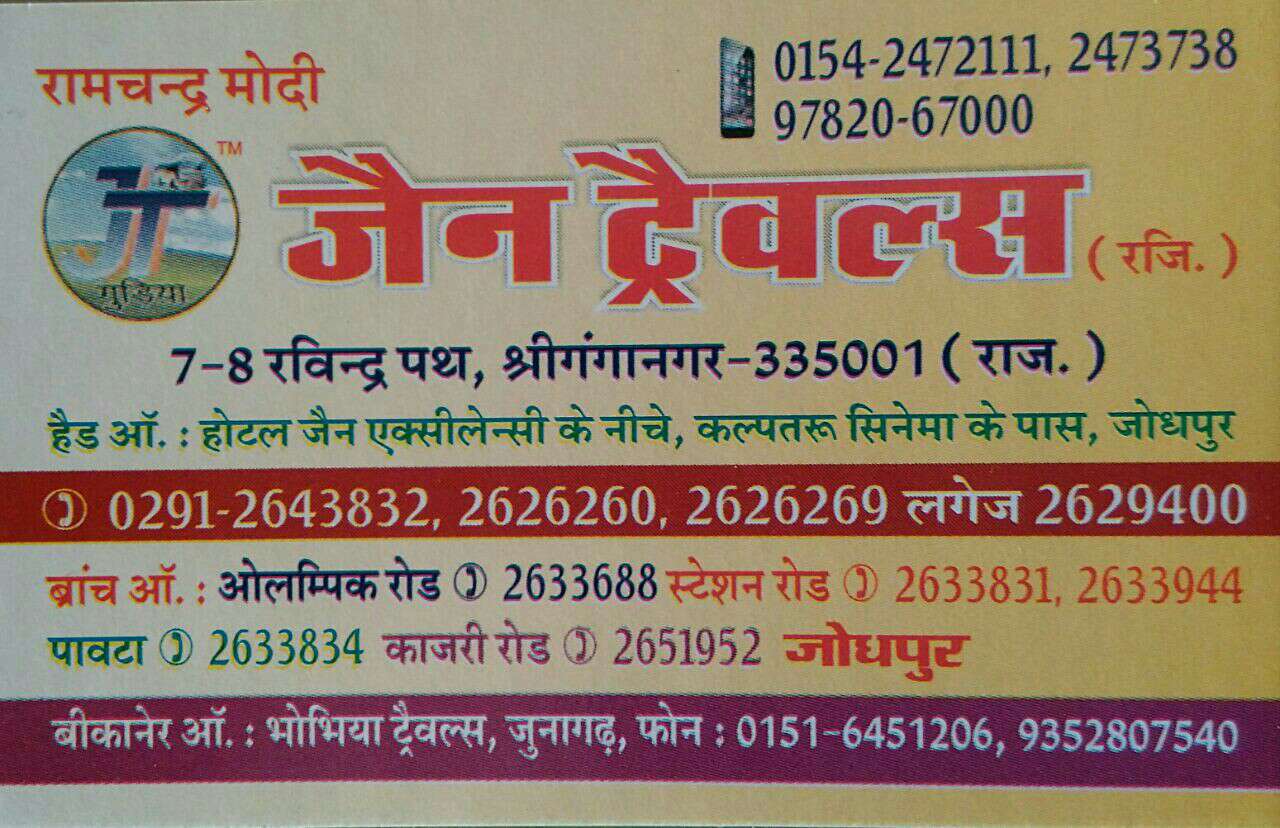 रामचन्द्र मोदी
0154-2472111, 2473738
97820-67000
JT
TM
गुडिया
जैन ट्रैवल्स ( रजि. )
7-8 रविन्द्र पथ, श्रीगंगानगर-335001 ( राज. )
हैड ऑ. : होटल जैन एक्सीलेन्सी के नीचे, कल्पतरू सिनेमा के पास, जोधपुर
0291-2643832, 2626260, 2626269 लगेज 2629400
ब्रांच ऑ. : ओलम्पिक रोड 2633688 स्टेशन रोड 2633831, 2633944
पावटा 2633834 काजरी रोड 2651952 जोधपुर
बीकानेर ऑ. : भोभिया ट्रैवल्स, जुनागढ़, फोन : 0151-6451206, 9352807540